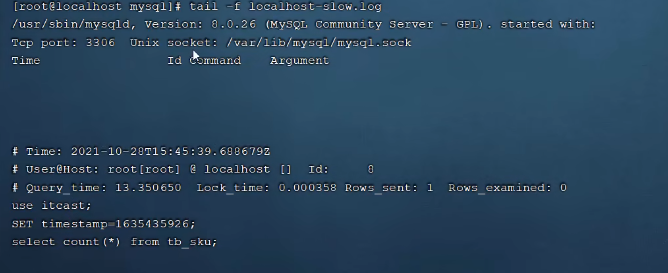 [root@localhost mysql]# tail -f localhost-slow.log
/usr/sbin/mysqld, Version: 8.0.26 (MySQL Community Server - GPL). started with:
Tcp port: 3306  Unix socket: /var/lib/mysql/mysql.sock
Time                 Id Command    Argument
# Time: 2021-10-28T15:45:39.688679Z
# User@Host: root[root] @ localhost []  Id:     8
# Query_time: 13.350650  Lock_time: 0.000358 Rows_sent: 1  Rows_examined: 0
use itcast;
SET timestamp=1635435926;
select count(*) from tb_sku;